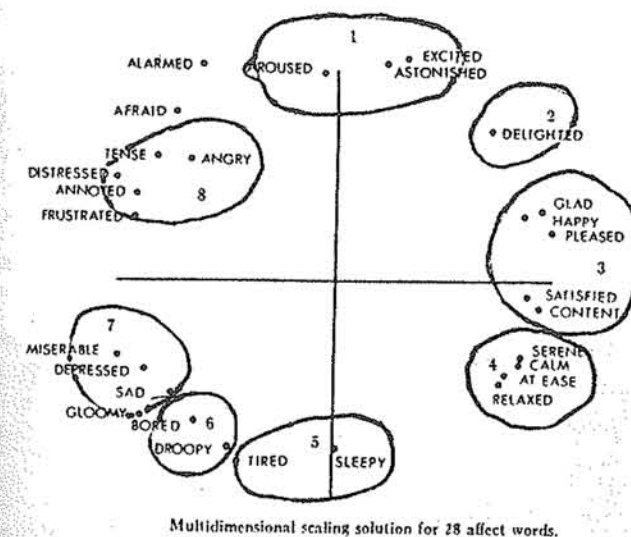 1
ALARMED
AROUSED
EXCITED
ASTONISHED
AFRAID
2
DELIGHTED
TENSE
ANGRY
DISTRESSED
ANNOYED
8
FRUSTRATED
GLAD
HAPPY
PLEASED
3
SATISFIED
CONTENT
7
MISERABLE
DEPRESSED
SAD
GLOOMY
BORED
6
DROOPY
5
TIRED
SLEEPY
SERENE
4
CALM
AT EASE
RELAXED
Multidimensional scaling solution for 28 affect words.